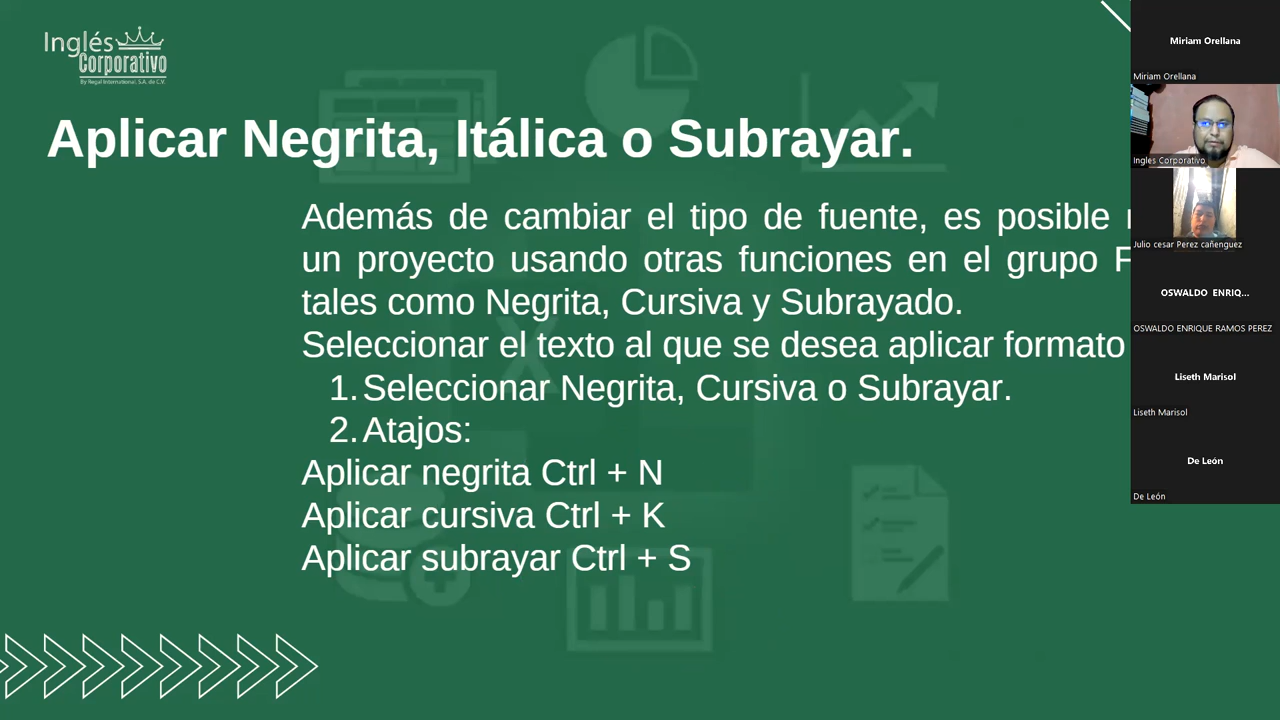 Inglés
Corporativo
By Regal International, S.A. de C.V.
Aplicar Negrita, Itálica o Subrayar.
Además de cambiar el tipo de fuente, es posible
un proyecto usando otras funciones en el grupo F
tales como Negrita, Cursiva y Subrayado.
Seleccionar el texto al que se desea aplicar formato
1. Seleccionar Negrita, Cursiva o Subrayar.
2. Atajos:
Aplicar negrita Ctrl + N
Aplicar cursiva Ctrl + K
Aplicar subrayar Ctrl + S
Miriam Orellana
Miriam Orellana
Ingles Corporativo
Julio cesar Perez cañenguez
OSWALDO ENRIQ...
OSWALDO ENRIQUE RAMOS PEREZ
Liseth Marisol
Liseth Marisol
De León
De León